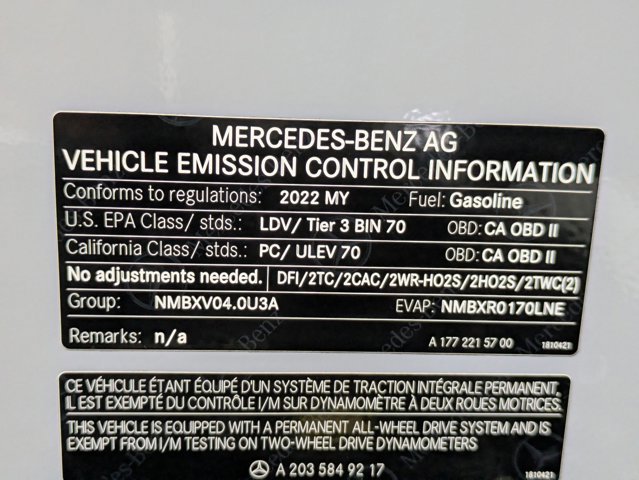 MERCEDES-BENZ AG
VEHICLE EMISSION CONTROL INFORMATION
Conforms to regulations: 2022 MY Fuel: Gasoline
U.S. EPA Class/ stds.: LDV/ Tier 3 BIN 70 OBD: CA OBD II
California Class/ stds.: PC/ ULEV 70 OBD: CA OBD II
No adjustments needed. DFI/2TC/2CAC/2WR-HO2S/2HO2S/2TWC(2)
Group: NMBXV04.0U3A EVAP: NMBXR0170LNE
Remarks: n/a A 177 221 57 00 1810421
CE VÉHICULE ÉTANT ÉQUIPÉ D'UN SYSTÈME DE TRACTION INTÉGRALE PERMANENT,
IL EST EXEMPTÉ DU CONTRÔLE I/M SUR DYNAMOMÈTRE À DEUX ROUES MOTRICES.
THIS VEHICLE IS EQUIPPED WITH A PERMANENT ALL-WHEEL DRIVE SYSTEM AND IS
EXEMPT FROM I/M TESTING ON TWO-WHEEL DRIVE DYNAMOMETERS
A 203 584 92 17 1810421